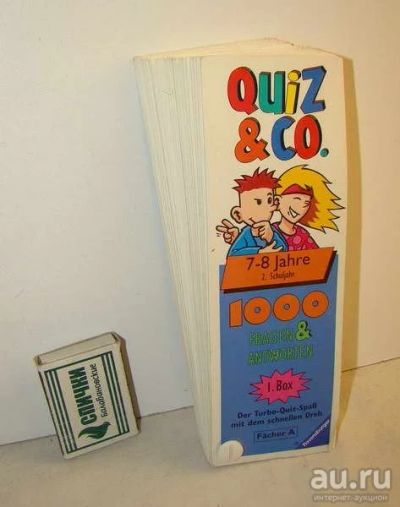 QUiZ
& CO.
7-8 Jahre
2. Schuljahr
1000
FRAGEN &
ANTWORTEN
1. Box
Der Turbo-Quiz-Spaß
mit dem schnellen Dreh
Fächer A
Ravensburger
СПИЧКИ
Балабановские
au.ru
интернет-аукцион